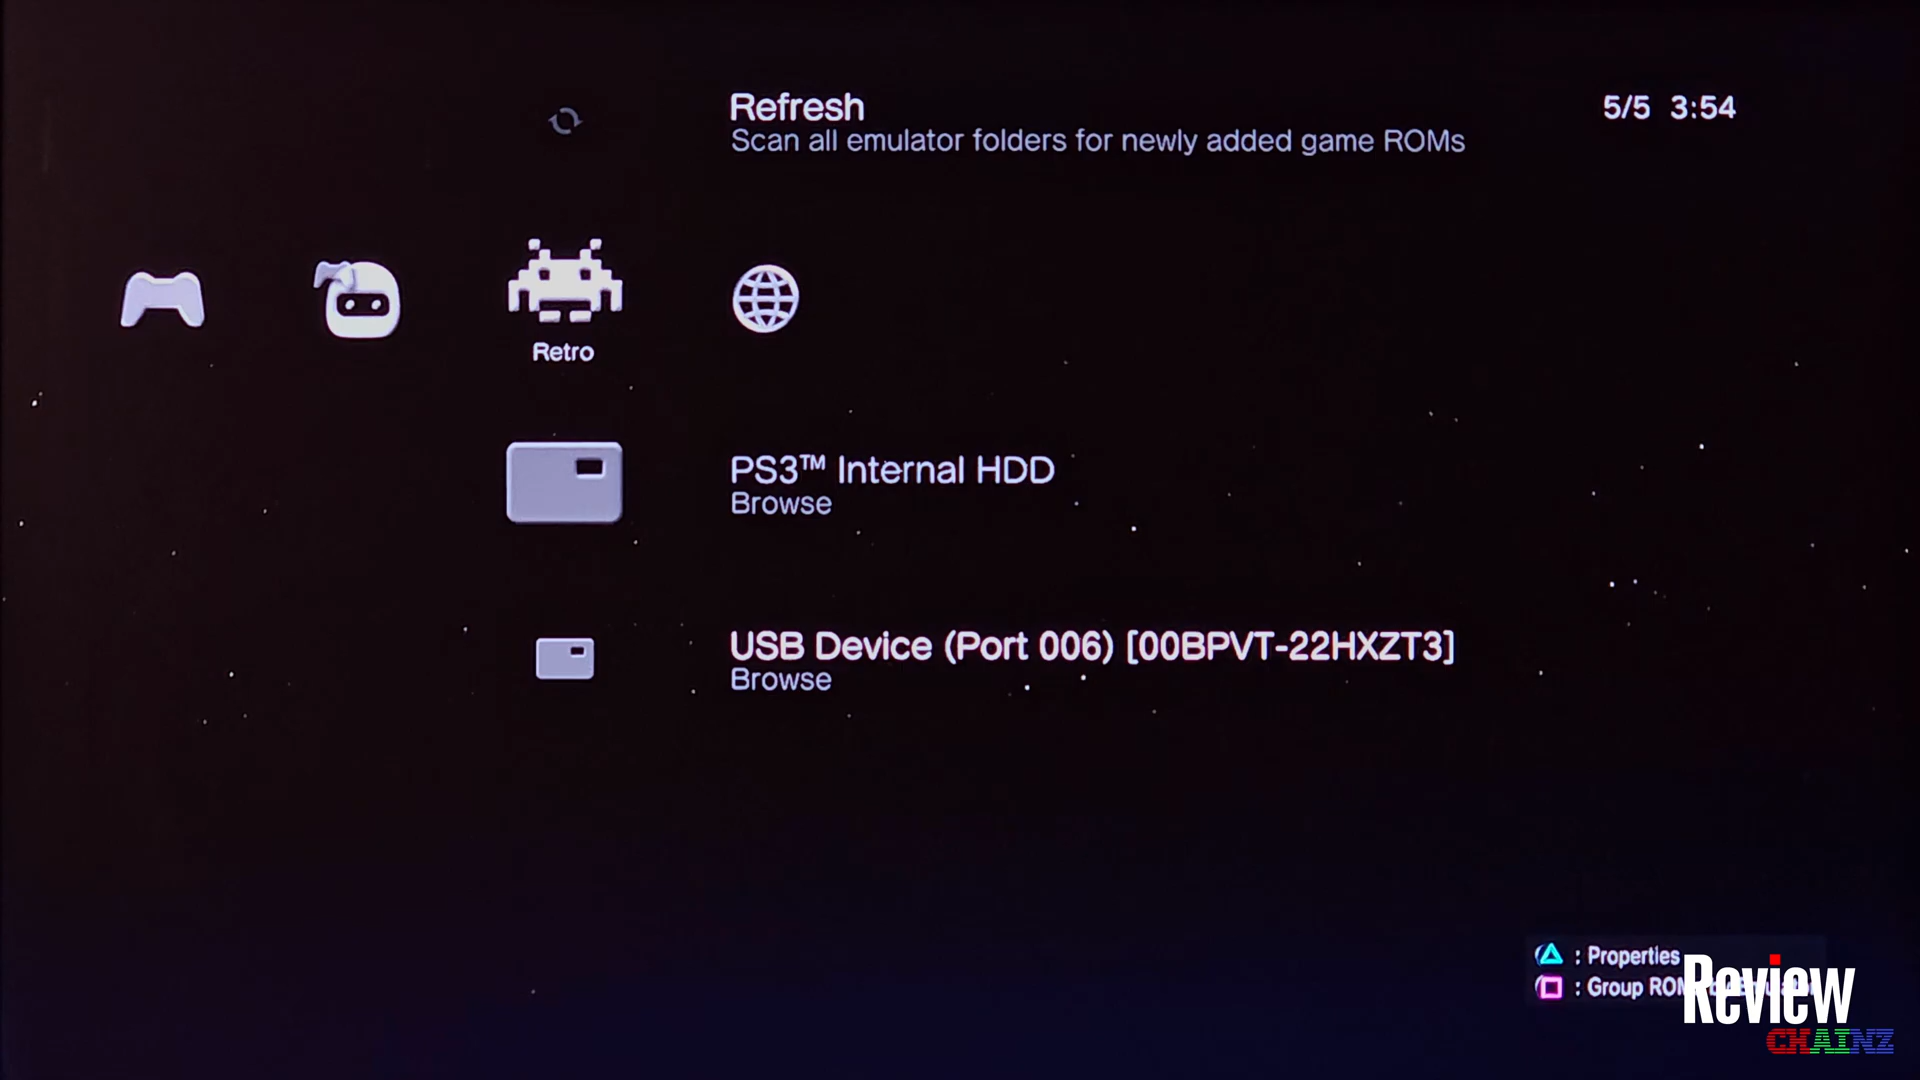 Refresh
Scan all emulator folders for newly added game ROMs
5/5 3:54
Retro
PS3™ Internal HDD
Browse
USB Device (Port 006) [00BPVT-22HXZT3]
Browse
: Properties
: Group
Review
CHAINZ